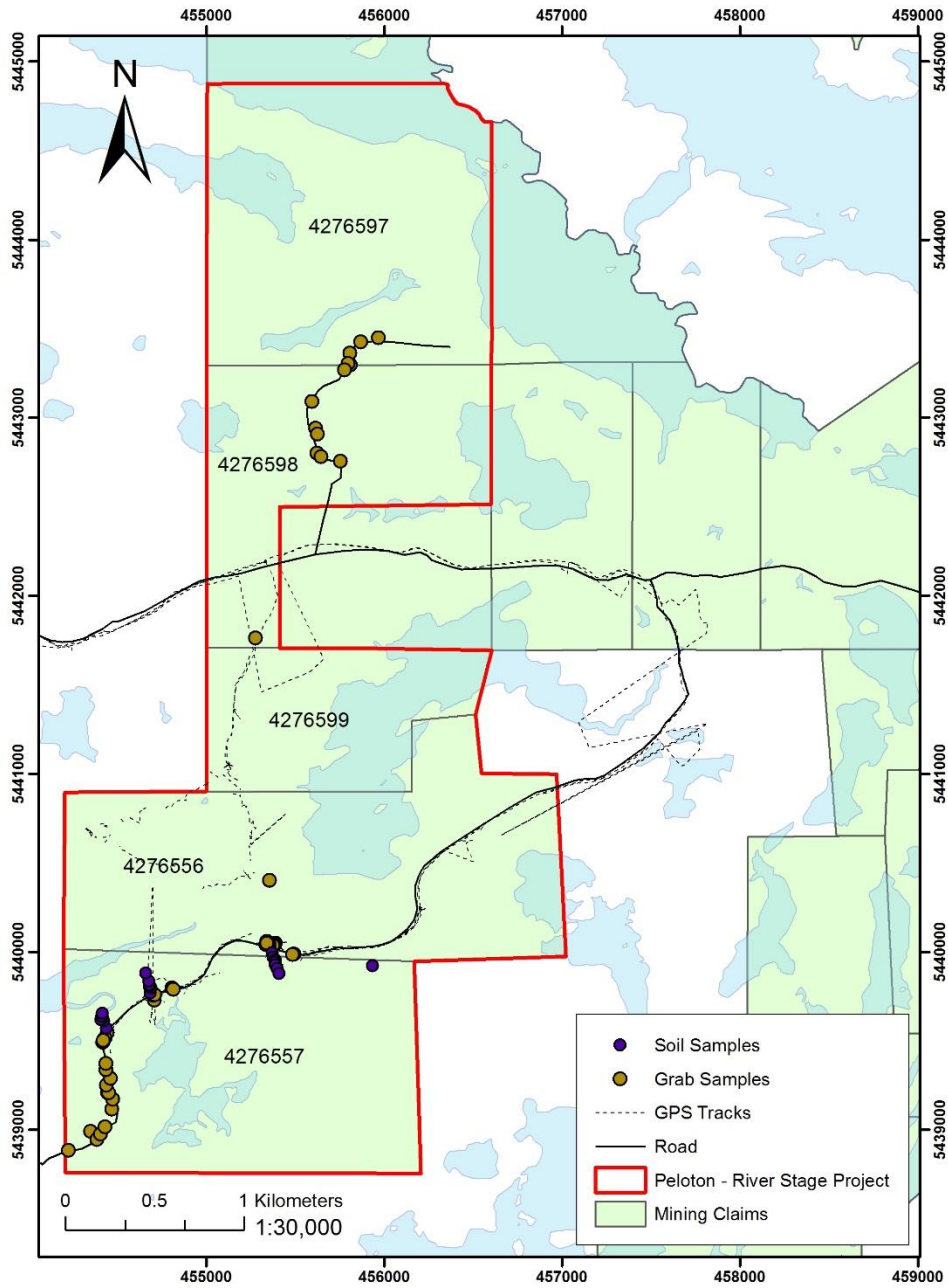 455000 456000 457000 458000 459000
5445000 5445000
N
4276597
5444000 5444000
5443000 5443000
4276598
5442000 5442000
4276599
5441000 5441000
4276556
5440000 5440000
4276557
5439000 5439000
Soil Samples
Grab Samples
GPS Tracks
Road
Peloton - River Stage Project
Mining Claims
0 0.5 1 Kilometers
1:30,000
455000 456000 457000 458000 459000